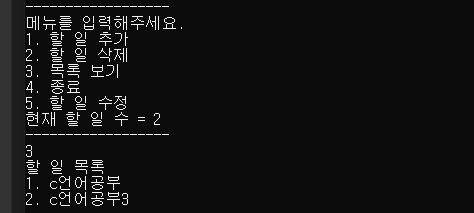 ------------------
메뉴를 입력해주세요.
1. 할 일 추가
2. 할 일 삭제
3. 목록 보기
4. 종료
5. 할 일 수정
현재 할 일 수 = 2
------------------
3
할 일 목록
1. c언어공부
2. c언어공부3